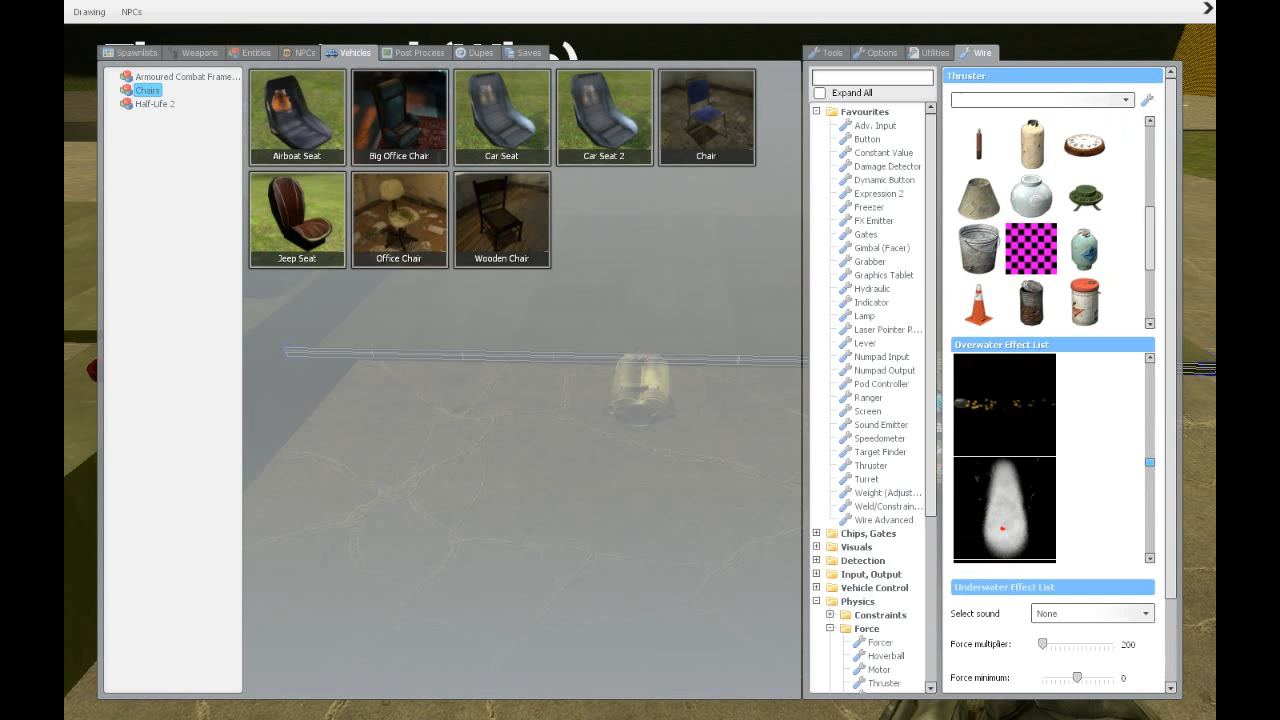 Drawing NPCs
Spawnlists Weapons Entities NPCs Vehicles Post Process Dupes Saves
Armoured Combat Frame...
Chairs
Half-Life 2
Airboat Seat Big Office Chair Car Seat Car Seat 2 Chair
Jeep Seat Office Chair Wooden Chair
Tools Options Utilities Wire
Expand All
Favourites
Adv. Input
Button
Constant Value
Damage Detector
Dynamic Button
Expression 2
Freezer
FX Emitter
Gates
Gimbal (Facer)
Grabber
Graphics Tablet
Hydraulic
Indicator
Lamp
Laser Pointer R...
Lever
Numpad Input
Numpad Output
Pod Controller
Ranger
Screen
Sound Emitter
Speedometer
Target Finder
Thruster
Turret
Weight (Adjust...
Weld/Constrain...
Wire Advanced
Chips, Gates
Visuals
Detection
Input, Output
Vehicle Control
Physics
Constraints
Force
Forcer
Hoverball
Motor
Thruster
Thruster
Overwater Effect List
Underwater Effect List
Select sound None
Force multiplier: 200
Force minimum: 0